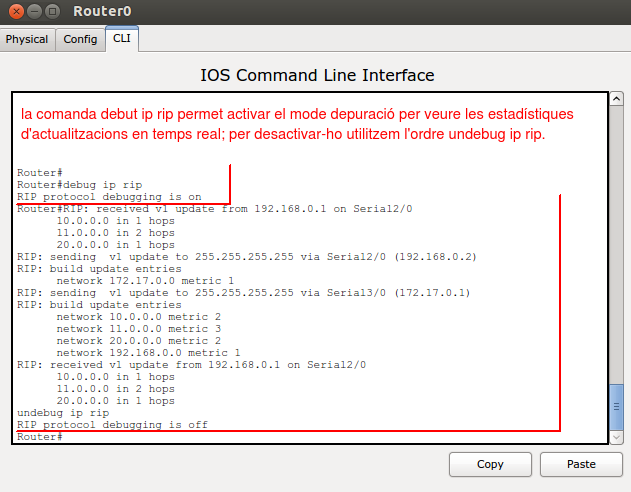 Router0
Physical Config CLI
IOS Command Line Interface
la comanda debut ip rip permet activar el mode depuració per veure les estadístiques
d'actualitzacions en temps real; per desactivar-ho utilitzem l'ordre undebug ip rip.
Router#
Router#debug ip rip
RIP protocol debugging is on
Router#RIP: received v1 update from 192.168.0.1 on Serial2/0
10.0.0.0 in 1 hops
11.0.0.0 in 2 hops
20.0.0.0 in 1 hops
RIP: sending  v1 update to 255.255.255.255 via Serial2/0 (192.168.0.2)
RIP: build update entries
network 172.17.0.0 metric 1
RIP: sending  v1 update to 255.255.255.255 via Serial3/0 (172.17.0.1)
RIP: build update entries
network 10.0.0.0 metric 2
network 11.0.0.0 metric 3
network 20.0.0.0 metric 2
network 192.168.0.0 metric 1
RIP: received v1 update from 192.168.0.1 on Serial2/0
10.0.0.0 in 1 hops
11.0.0.0 in 2 hops
20.0.0.0 in 1 hops
undebug ip rip
RIP protocol debugging is off
Router#
Copy Paste